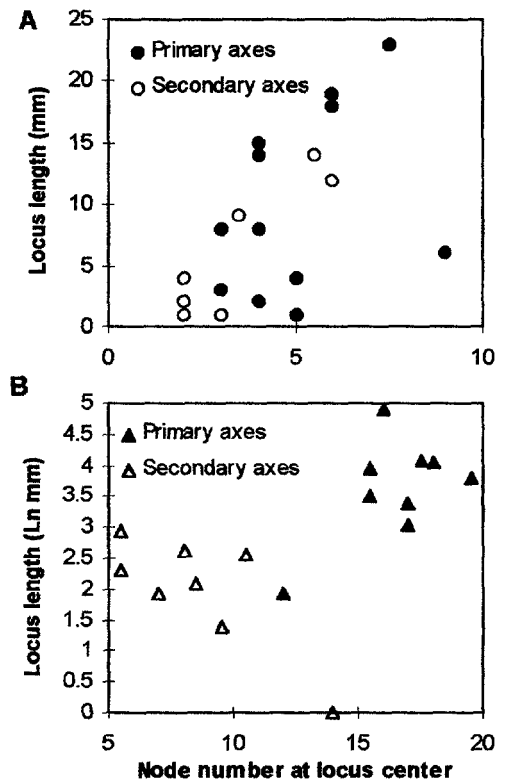 A
25
20
15
10
5
0
Locus length (mm)
Primary axes
Secondary axes
0 5 10
B
5
4.5
4
3.5
3
2.5
2
1.5
1
0.5
0
Locus length (Ln mm)
Primary axes
Secondary axes
5 10 15 20
Node number at locus center